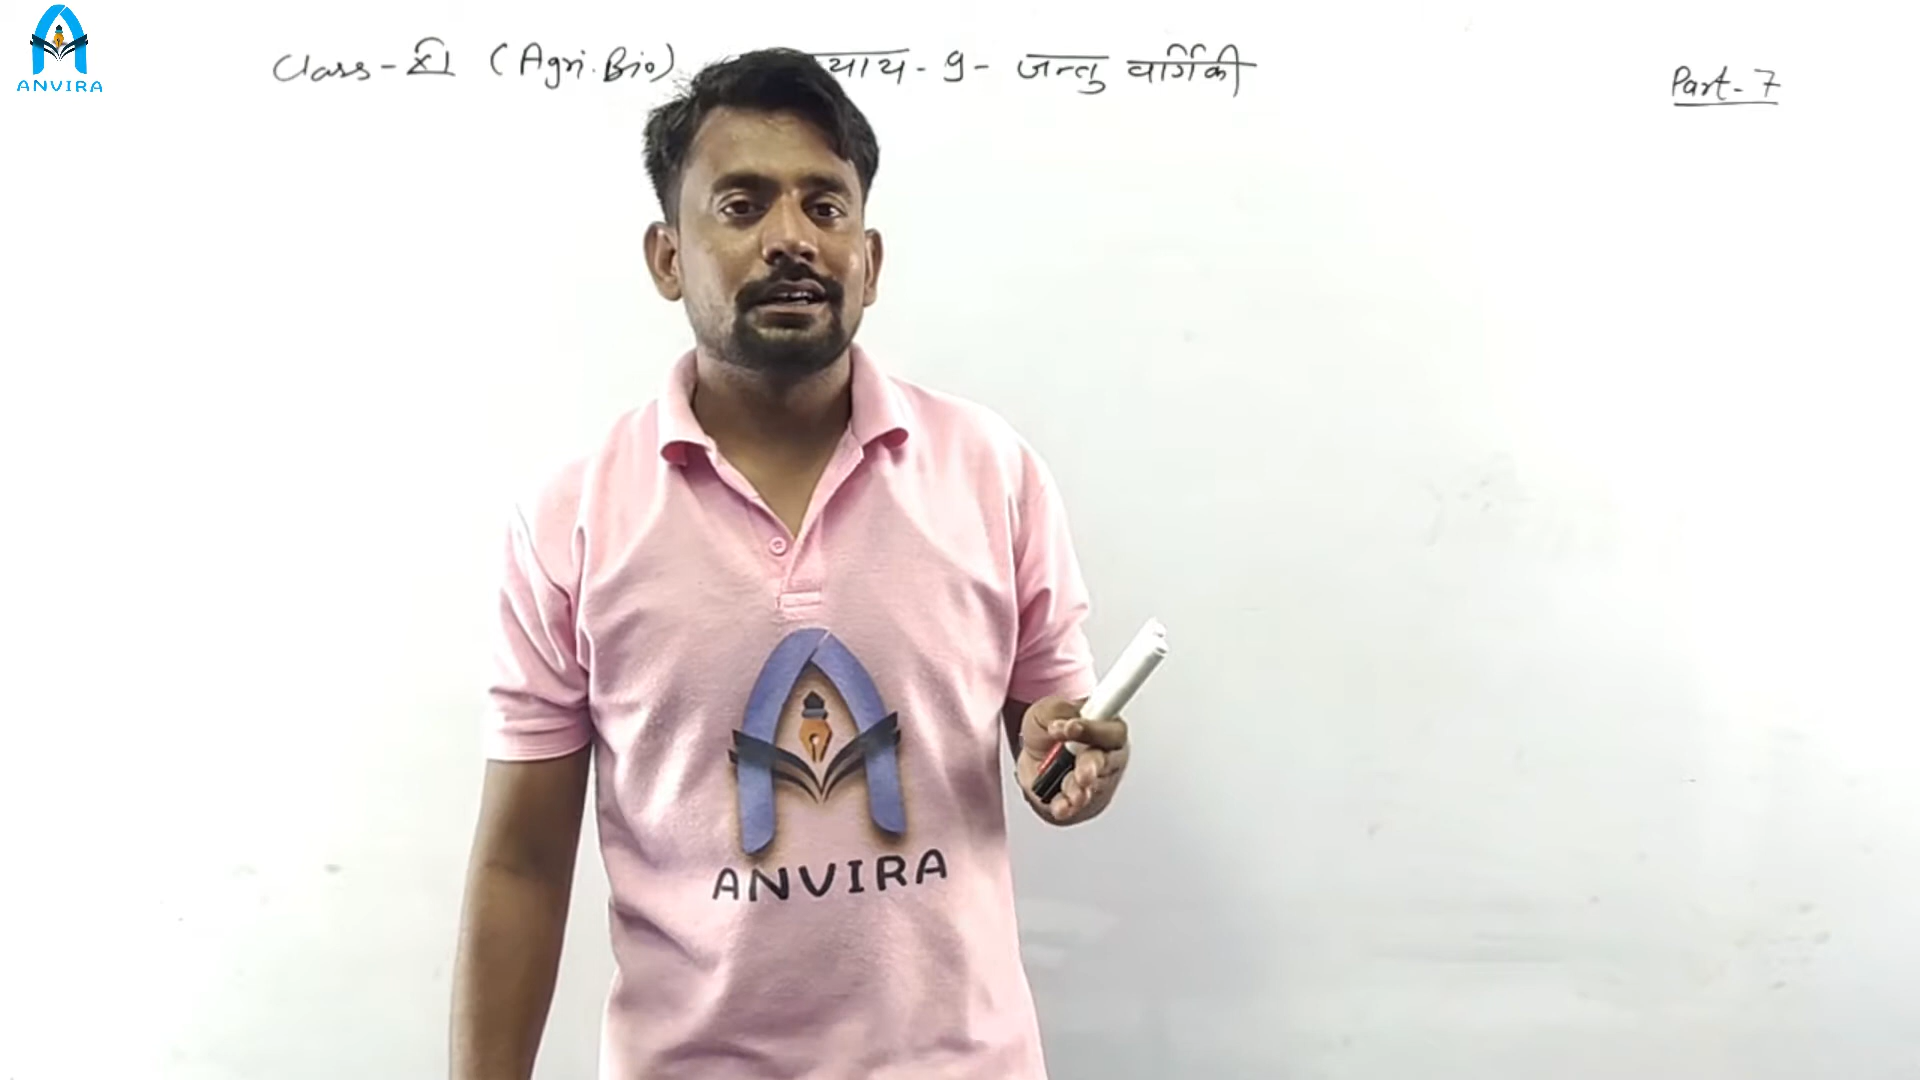 ANVIRA
Class-XI (Agri. Bio) याय-9- जन्तु वर्गिकी
Part-7
ANVIRA